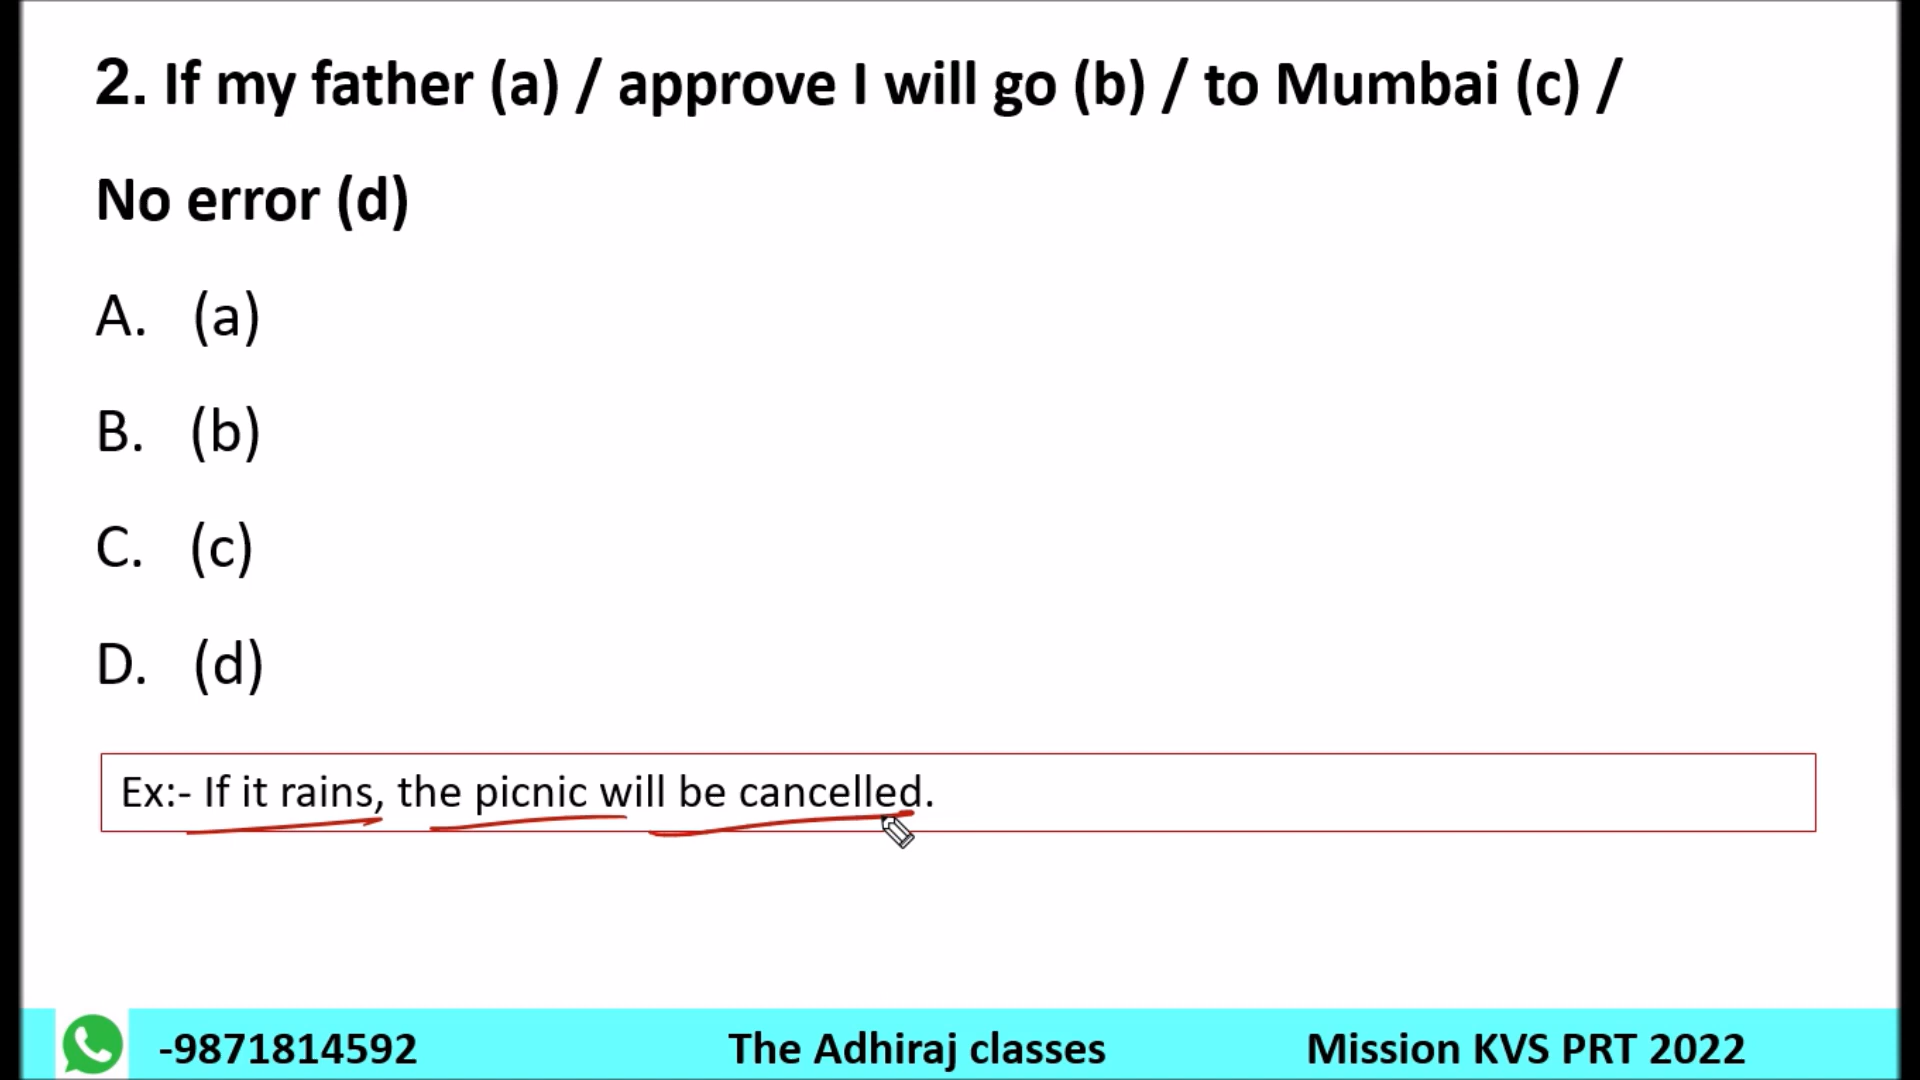 2. If my father (a) / approve I will go (b) / to Mumbai (c) /
No error (d)
A. (a)
B. (b)
C. (c)
D. (d)
Ex:- If it rains, the picnic will be cancelled.
-9871814592 The Adhiraj classes Mission KVS PRT 2022